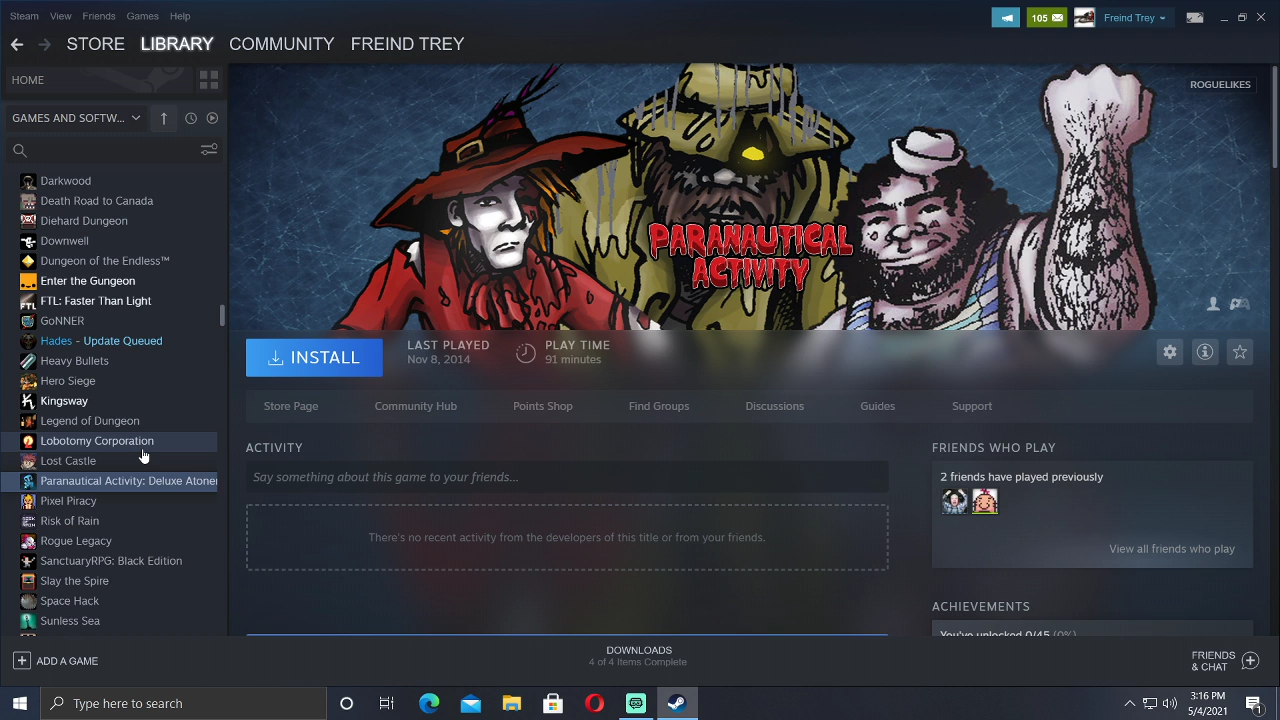 Steam View Friends Games Help
105 Freind Trey
STORE LIBRARY COMMUNITY FREIND TREY
HOME
GAMES AND SOFTW...
ROGUELIKES
Darkwood
Death Road to Canada
Diehard Dungeon
Downwell
Dungeon of the Endless™
Enter the Gungeon
FTL: Faster Than Light
GoNNER
Hades - Update Queued
Heavy Bullets
Hero Siege
Kingsway
Legend of Dungeon
Lobotomy Corporation
Lost Castle
Paranautical Activity: Deluxe Atoner
Pixel Piracy
Risk of Rain
Rogue Legacy
SanctuaryRPG: Black Edition
Slay the Spire
Space Hack
Sunless Sea
PARANAUTICAL
ACTIVITY
INSTALL
LAST PLAYED
Nov 8, 2014
PLAY TIME
91 minutes
Store Page Community Hub Points Shop Find Groups Discussions Guides Support
ACTIVITY
Say something about this game to your friends...
There's no recent activity from the developers of this title or from your friends.
FRIENDS WHO PLAY
2 friends have played previously
View all friends who play
ACHIEVEMENTS
You've unlocked 0/45 (0%)
ADD A GAME
DOWNLOADS
4 of 4 Items Complete
FRIENDS
& CHAT
Type here to search
3:16 PM
5/4/2021
1